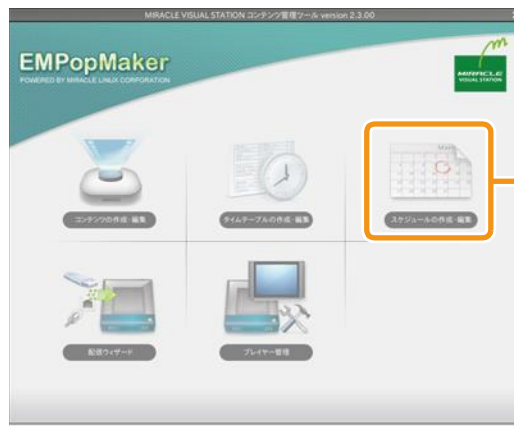 MIRACLE VISUAL STATION コンテンツ管理ツール version 2.3.00
EMPopMaker
POWERED BY MIRACLE LINUX CORPORATION
m
MIRACLE
VISUAL STATION
コンテンツの作成・編集
タイムテーブルの作成・編集
スケジュールの作成・編集
配信ウィザード
プレイヤー管理